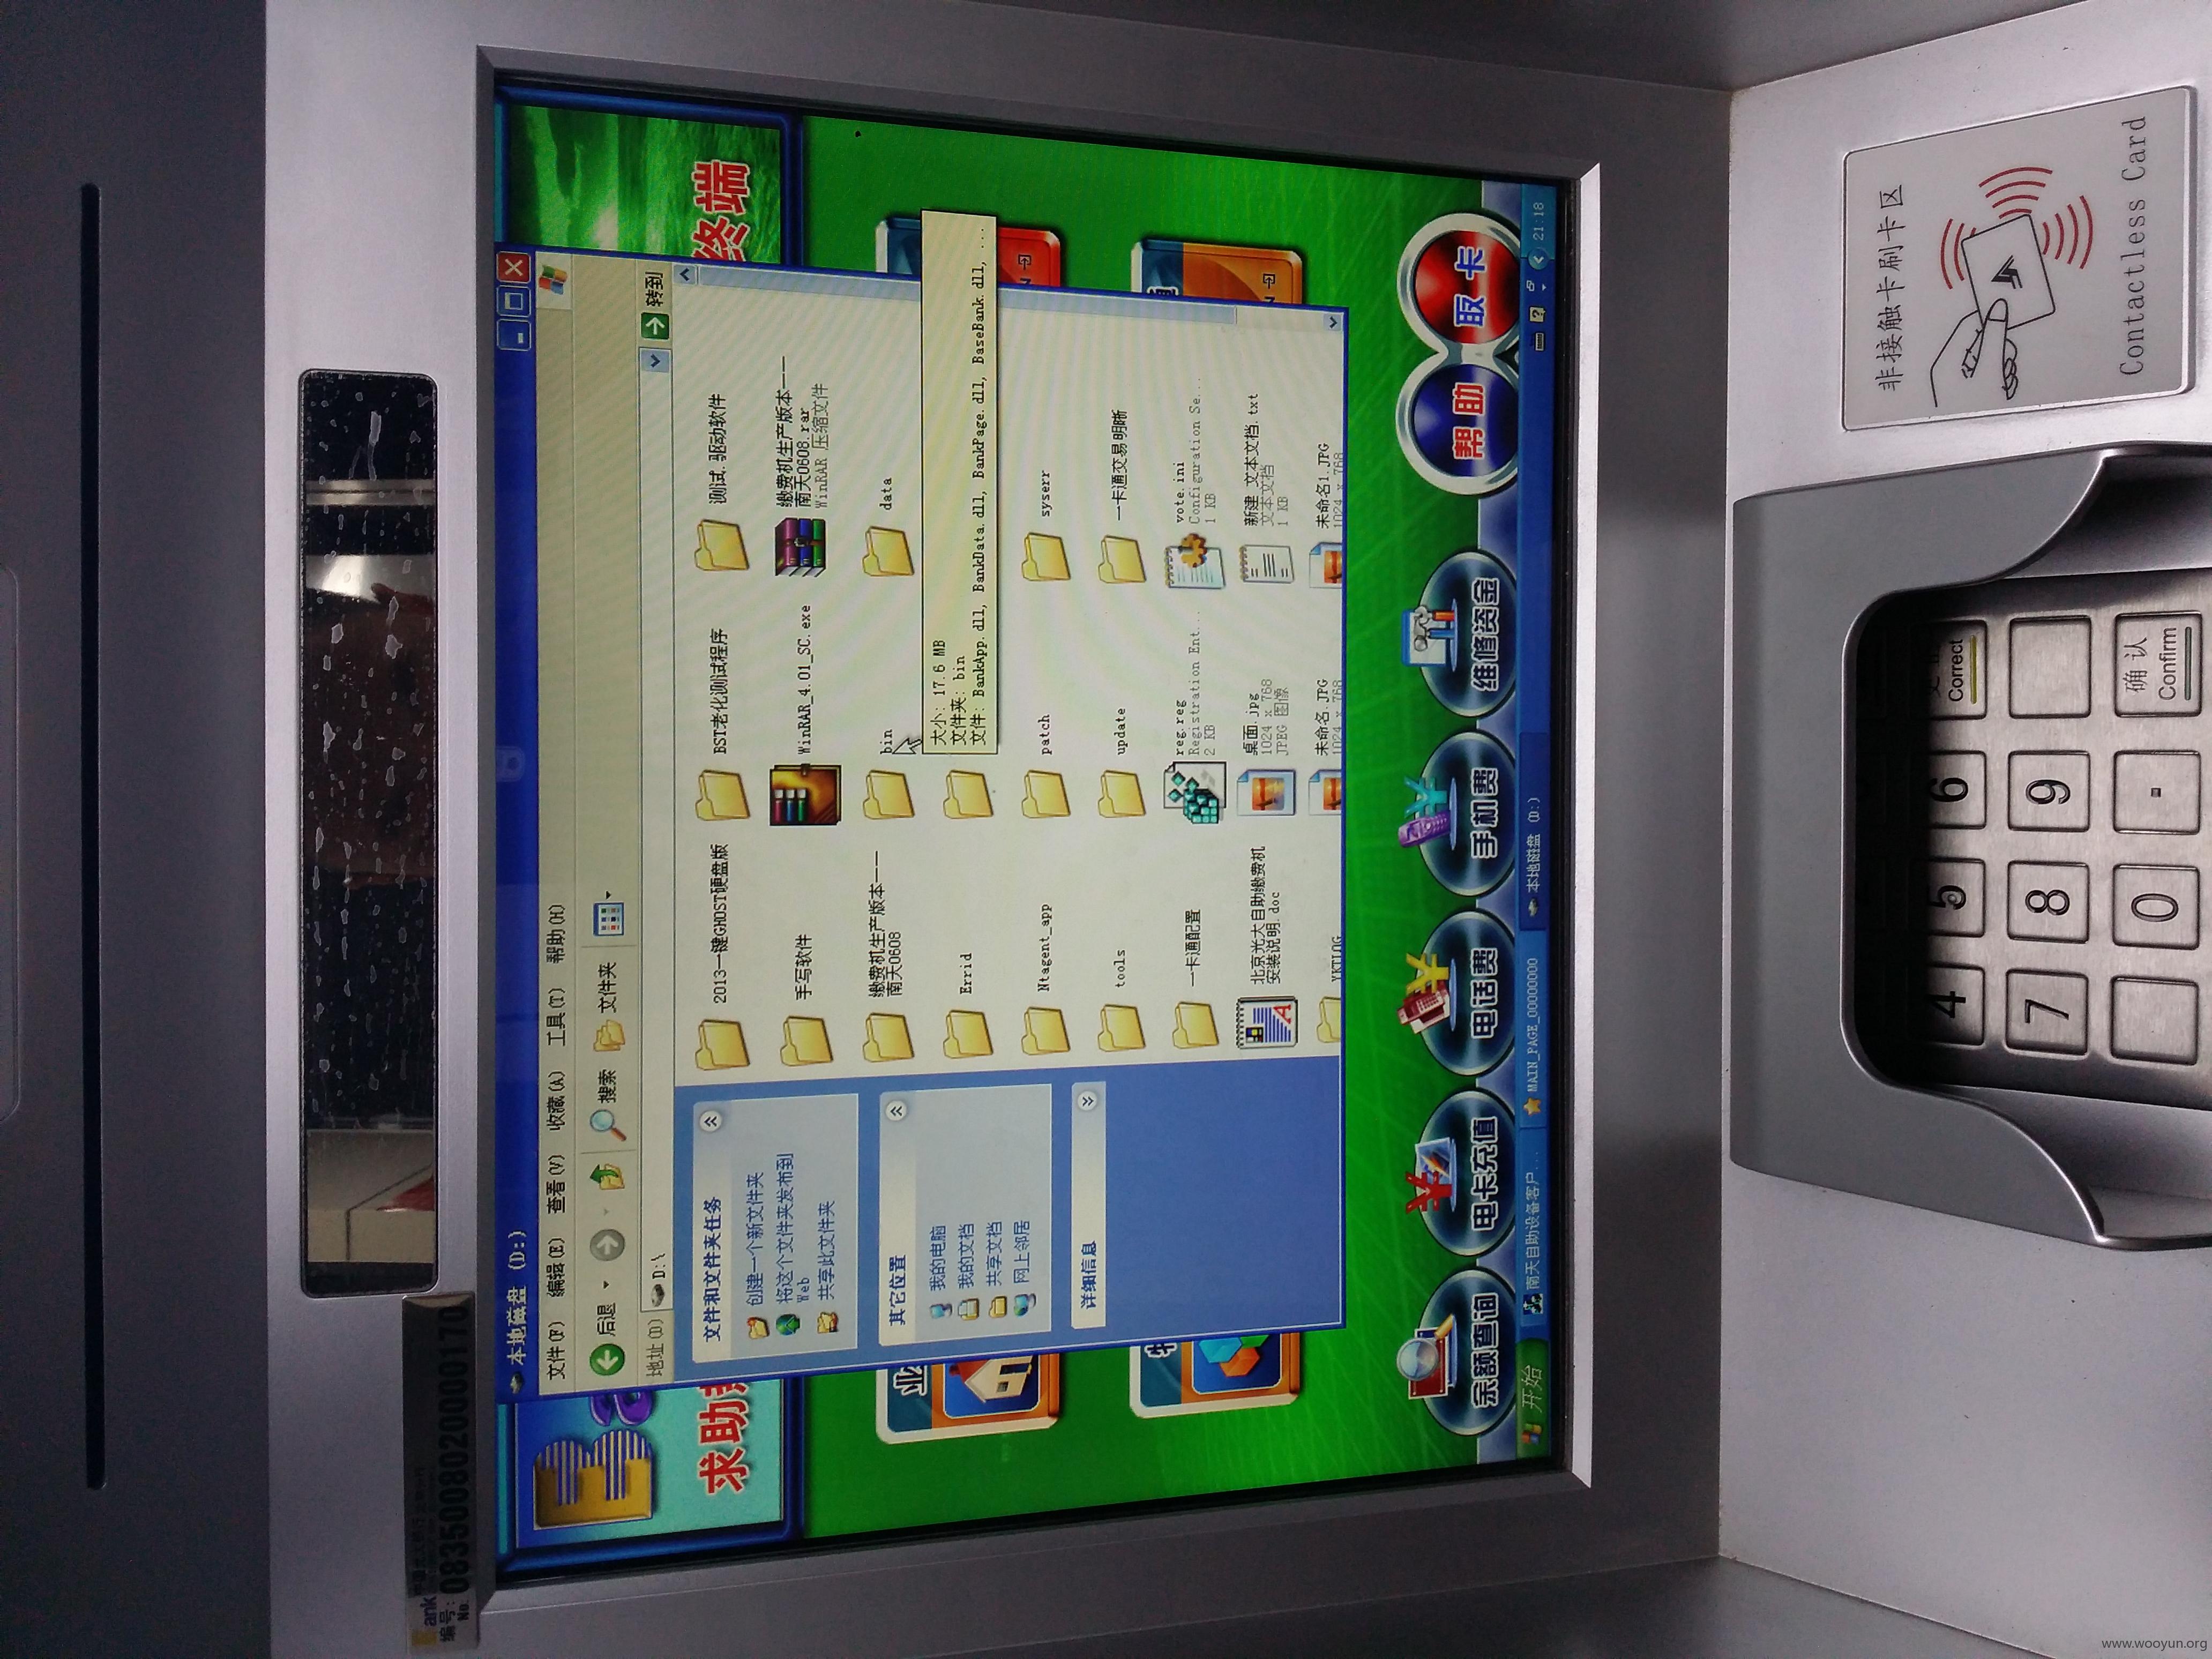 编号:
No. 083500802000001170
终端
本地磁盘 (D:)
文件(F) 编辑(E) 查看(V) 收藏(A) 工具(T) 帮助(H)
后退 搜索 文件夹
地址(D) D:\ 转到
文件和文件夹任务
创建一个新文件夹
将这个文件夹发布到
Web
共享此文件夹
其它位置
我的电脑
我的文档
共享文档
网上邻居
详细信息
2013一键GHOST硬盘版
BST老化测试程序
测试.驱动软件
手写软件
WinRAR_4.01_SC.exe
缴费机生产版本——
南天0608.rar
WinRAR 压缩文件
缴费机生产版本——
南天0608
bin
data
大小: 17.6 MB
文件夹: bin
文件: BankApp.dll, BankData.dll, BankPage.dll, BaseBank.dll, ...
Errid
Ntagent_app
patch
syserr
tools
update
一卡通交易明晰
一卡通配置
reg.reg
Registration Ent...
2 KB
vote.ini
Configuration Se...
1 KB
北京光大自助缴费机
安装说明.doc
桌面.jpg
1024 x 768
JPEG 图像
新建 文本文档.txt
文本文档
1 KB
YKTLOG
未命名.JPG
1024 x 768
未命名1.JPG
1024 x 768
求助
余额查询
电卡充值
电话费
手机费
维修资金
帮助
取卡
开始
南天自助设备客户...
MAIN_PAGE_00000000
本地磁盘 (D:)
21:18
非接触卡刷卡区
Contactless Card
4 5 6 Correct
7 8 9
0 . 确认 Confirm
www.wooyun.org